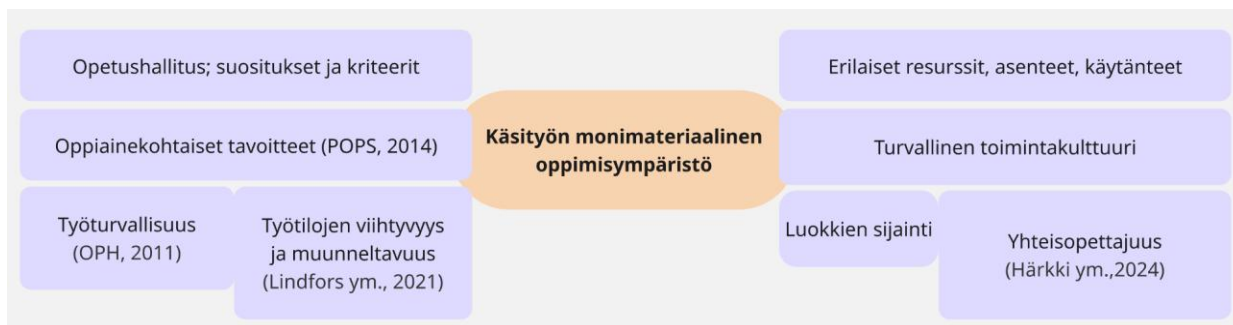 Opetushallitus; suositukset ja kriteerit
Oppiainekohtaiset tavoitteet (POPS, 2014)
Työturvallisuus
(OPH, 2011)
Työtilojen viihtyvyys
ja muunneltavuus
(Lindfors ym., 2021)
Käsityön monimateriaalinen
oppimisympäristö
Erilaiset resurssit, asenteet, käytänteet
Turvallinen toimintakulttuuri
Luokkien sijainti
Yhteisopettajuus
(Härkki ym.,2024)